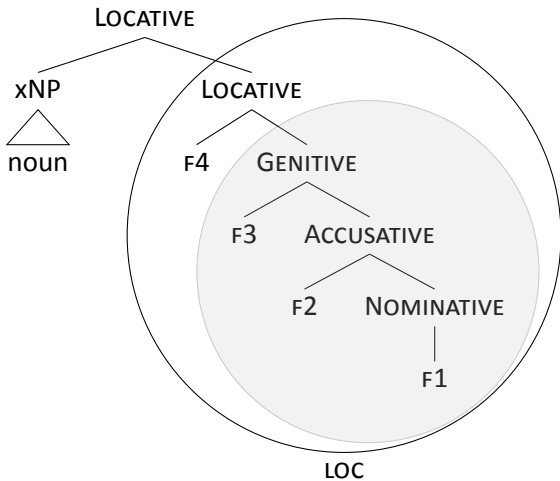 LOCATIVE
xNP LOCATIVE
noun F4 GENITIVE
F3 ACCUSATIVE
F2 NOMINATIVE
F1
LOC